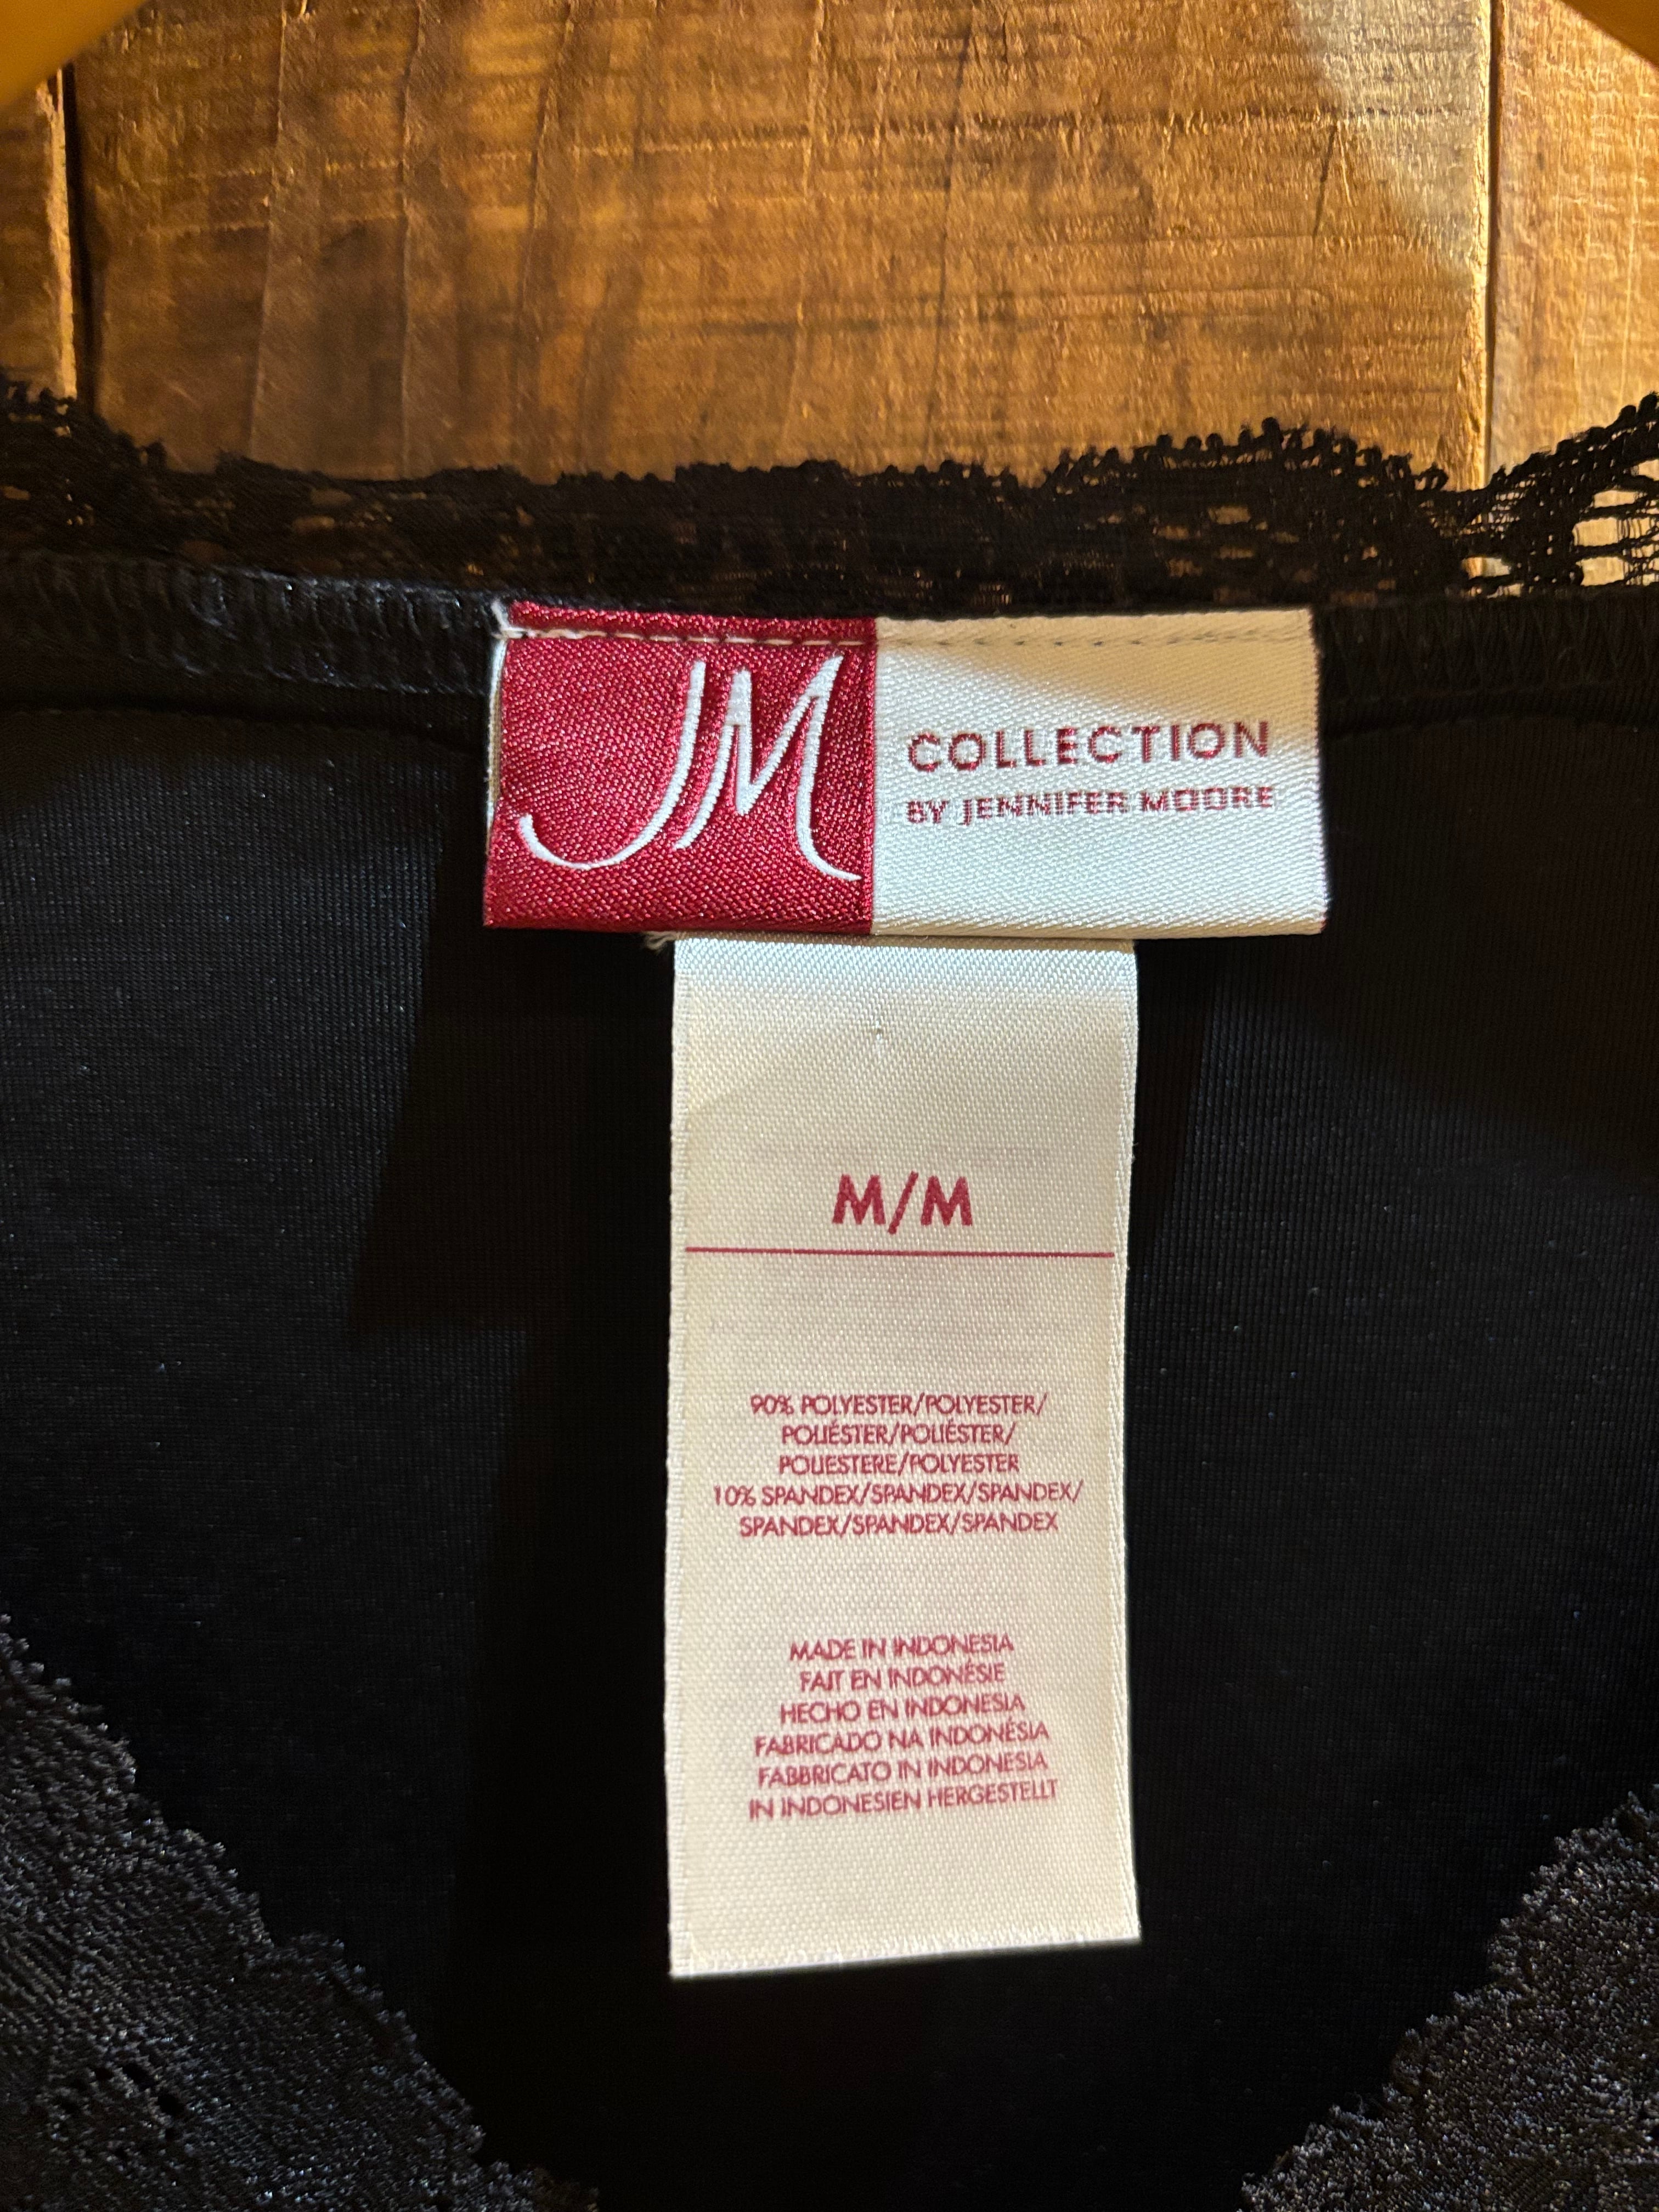 JM
COLLECTION
BY JENNIFER MOORE
M/M
90% POLYESTER/POLYESTER/
POLIÉSTER/POLIÉSTER/
POLIESTERE/POLYESTER
10% SPANDEX/SPANDEX/SPANDEX/
SPANDEX/SPANDEX/SPANDEX
MADE IN INDONESIA
FAIT EN INDONÉSIE
HECHO EN INDONESIA
FABRICADO NA INDONÉSIA
FABBRICATO IN INDONESIA
IN INDONESIEN HERGESTELLT